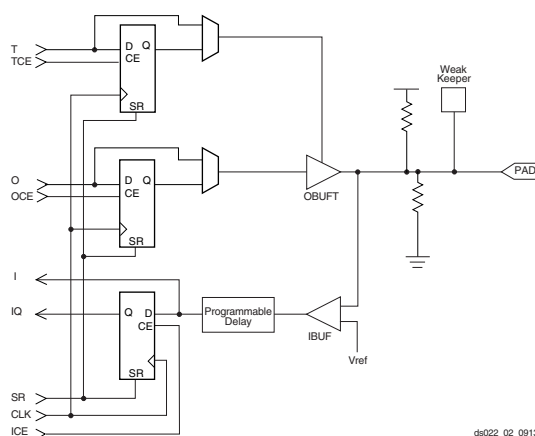 T
TCE
D Q
CE
SR
Weak
Keeper
O
OCE
D Q
CE
SR
OBUFT
PAD
I
IQ
Q D
CE
SR
Programmable
Delay
IBUF
Vref
SR
CLK
ICE